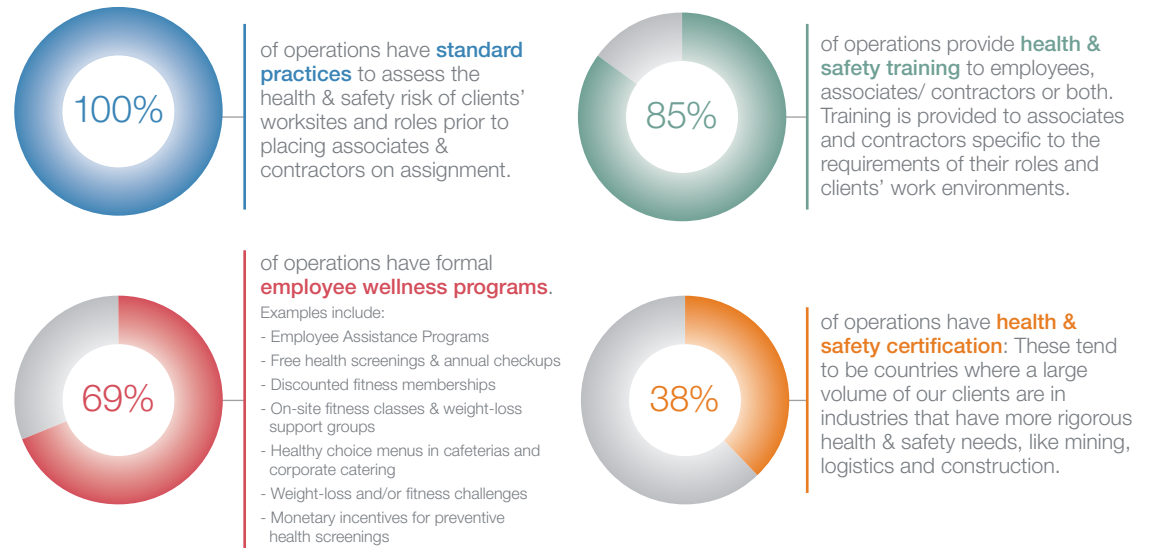 100%
of operations have standard
practices to assess the
health & safety risk of clients’
worksites and roles prior to
placing associates &
contractors on assignment.
85%
of operations provide health &
safety training to employees,
associates/ contractors or both.
Training is provided to associates
and contractors specific to the
requirements of their roles and
clients’ work environments.
69%
of operations have formal
employee wellness programs.
Examples include:
- Employee Assistance Programs
- Free health screenings & annual checkups
- Discounted fitness memberships
- On-site fitness classes & weight-loss
support groups
- Healthy choice menus in cafeterias and
corporate catering
- Weight-loss and/or fitness challenges
- Monetary incentives for preventive
health screenings
38%
of operations have health &
safety certification: These tend
to be countries where a large
volume of our clients are in
industries that have more rigorous
health & safety needs, like mining,
logistics and construction.